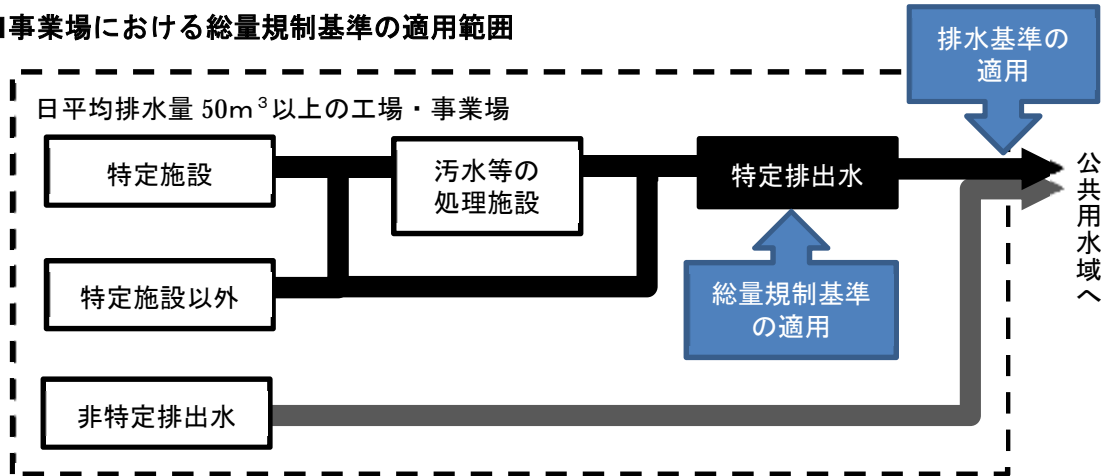 事業場における総量規制基準の適用範囲
排水基準の
適用
日平均排水量 50m³以上の工場・事業場
特定施設
汚水等の
処理施設
特定排出水
公共用水域へ
特定施設以外
総量規制基準
の適用
非特定排出水